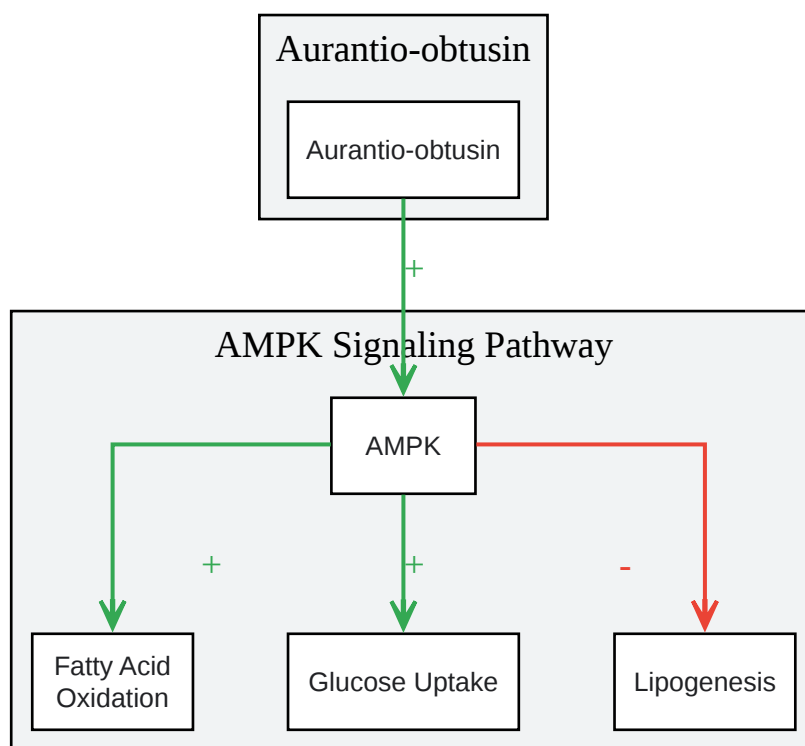 Aurantio-obtusin
Aurantio-obtusin
+
AMPK Signaling Pathway
AMPK
+
+
-
Fatty Acid
Oxidation
Glucose Uptake
Lipogenesis